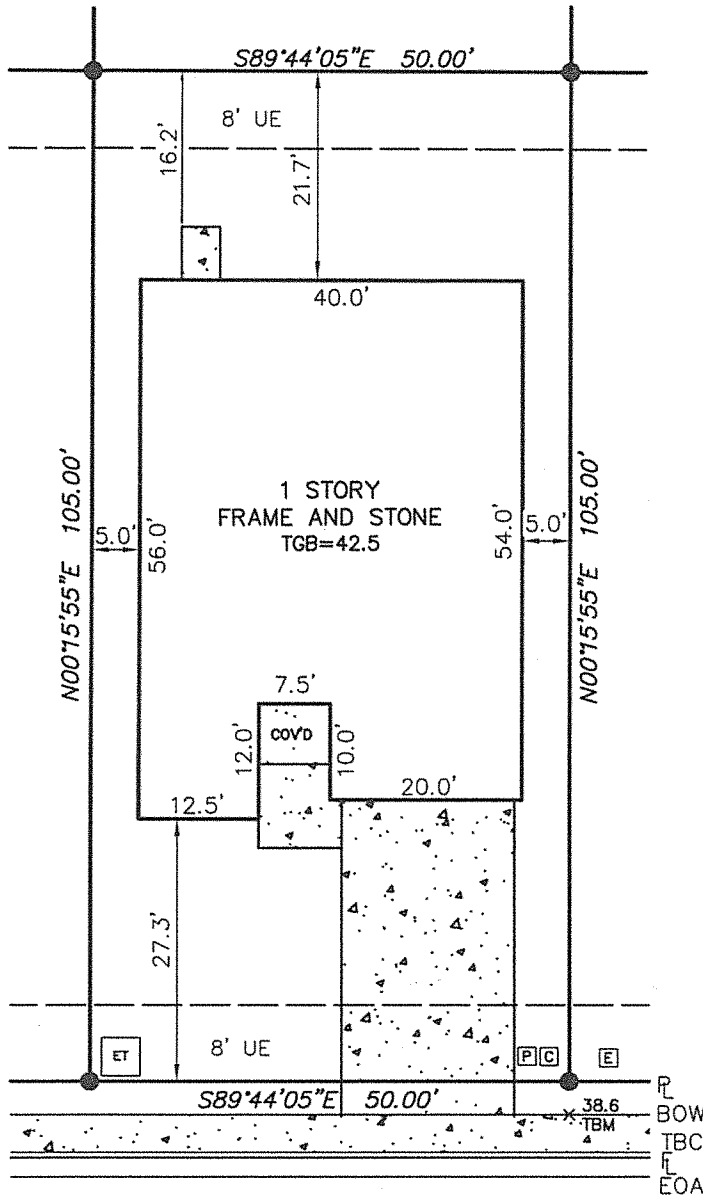 S89°44'05"E 50.00'
8' UE
16.2'
21.7'
40.0'
1 STORY
FRAME AND STONE
TGB=42.5
N00°15'55"E 105.00'
5.0'
56.0'
54.0'
5.0'
N00°15'55"E 105.00'
7.5'
COV'D
12.0'
10.0'
12.5'
20.0'
27.3'
ET
8' UE
P C E
S89°44'05"E 50.00'
PL
38.6
BOW
TBM
TBC
FL
EOA